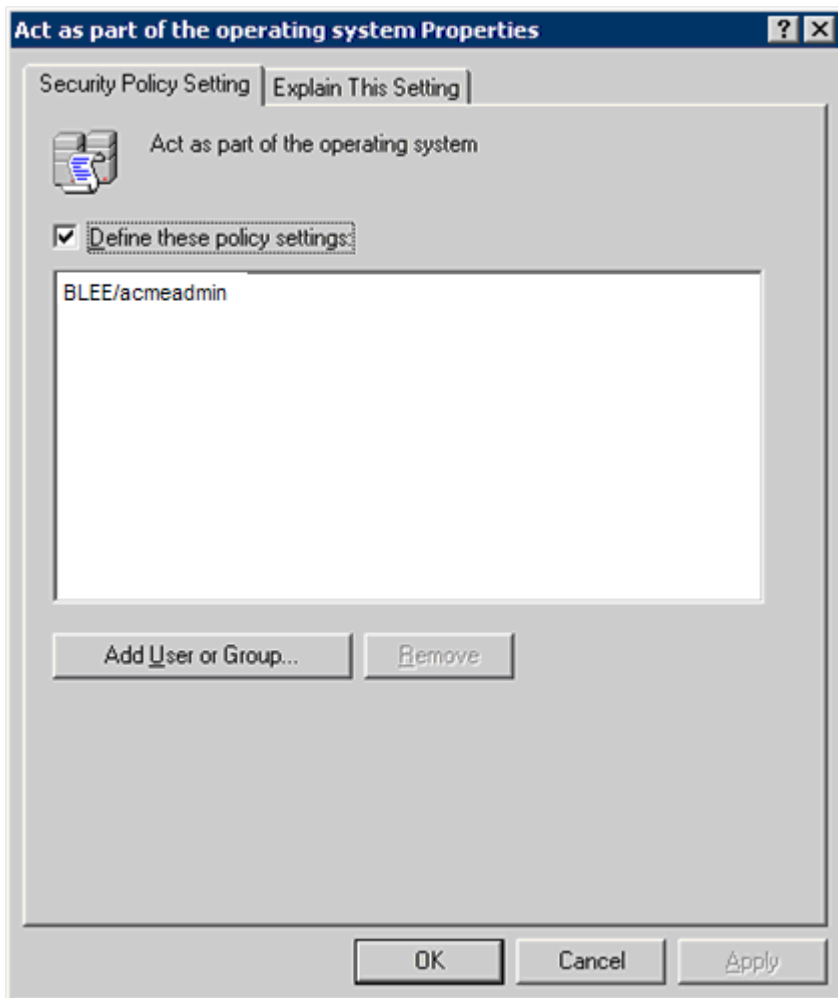 Act as part of the operating system Properties
Security Policy Setting
Explain This Setting
Act as part of the operating system
Define these policy settings:
BLEE/acmeadmin
Add User or Group...
Remove
OK
Cancel
Apply